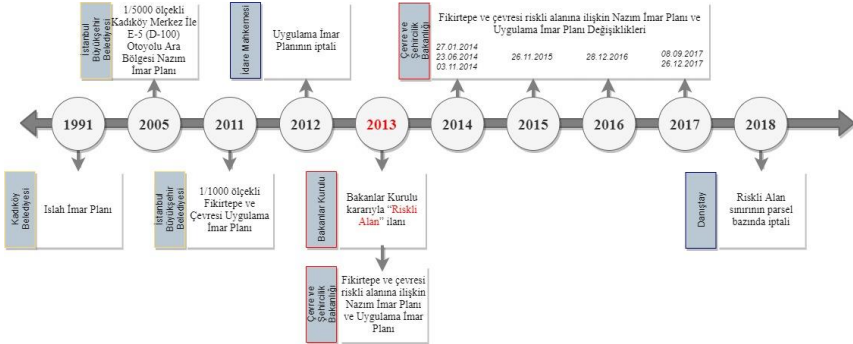 İstanbul
Büyükşehir
Belediyesi
1/5000 ölçekli
Kadıköy Merkez İle
E-5 (D-100)
Otoyolu Ara
Bölgesi Nazım
İmar Planı
İdare Mahkemesi
Uygulama İmar
Planının iptali
Çevre ve
Şehircilik
Bakanlığı
Fikirtepe ve çevresi riskli alanına ilişkin Nazım İmar Planı ve
Uygulama İmar Planı Değişiklikleri
27.01.2014
23.06.2014
03.11.2014
26.11.2015
28.12.2016
08.09.2017
26.12.2017
1991
2005
2011
2012
2013
2014
2015
2016
2017
2018
Kadıköy
Belediyesi
Islah İmar Planı
İstanbul
Büyükşehir
Belediyesi
1/1000 ölçekli
Fikirtepe ve
Çevresi Uygulama
İmar Planı
Bakanlar Kurulu
Bakanlar Kurulu
kararıyla “Riskli
Alan” ilanı
Çevre ve
Şehircilik
Bakanlığı
Fikirtepe ve çevresi
riskli alanına ilişkin
Nazım İmar Planı
ve Uygulama İmar
Planı
Danıştay
Riskli Alan
sınırının parsel
bazında iptali